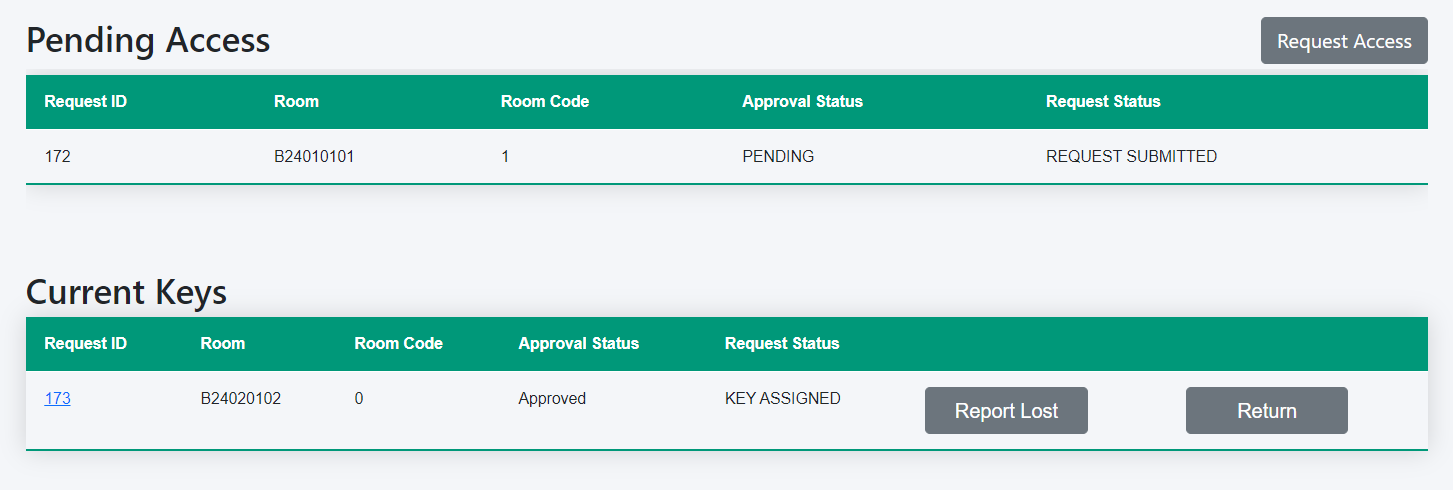 Pending Access
Request Access
Request ID Room Room Code Approval Status Request Status
172 B24010101 1 PENDING REQUEST SUBMITTED
Current Keys
Request ID Room Room Code Approval Status Request Status
173 B24020102 0 Approved KEY ASSIGNED Report Lost Return